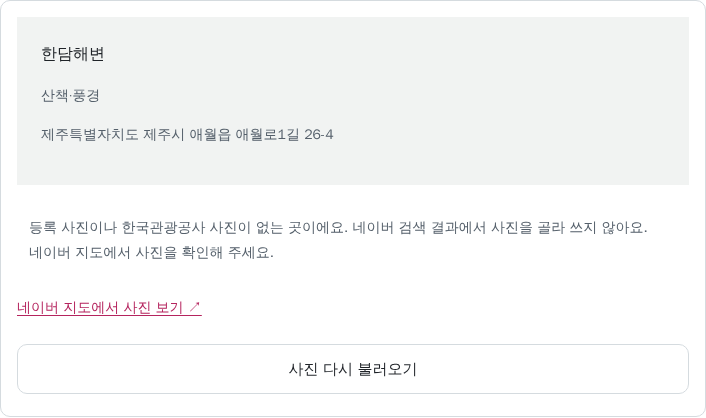 한담해변
산책·풍경
제주특별자치도 제주시 애월읍 애월로1길 26-4
등록 사진이나 한국관광공사 사진이 없는 곳이에요. 네이버 검색 결과에서 사진을 골라 쓰지 않아요.
네이버 지도에서 사진을 확인해 주세요.
네이버 지도에서 사진 보기 ↗
사진 다시 불러오기